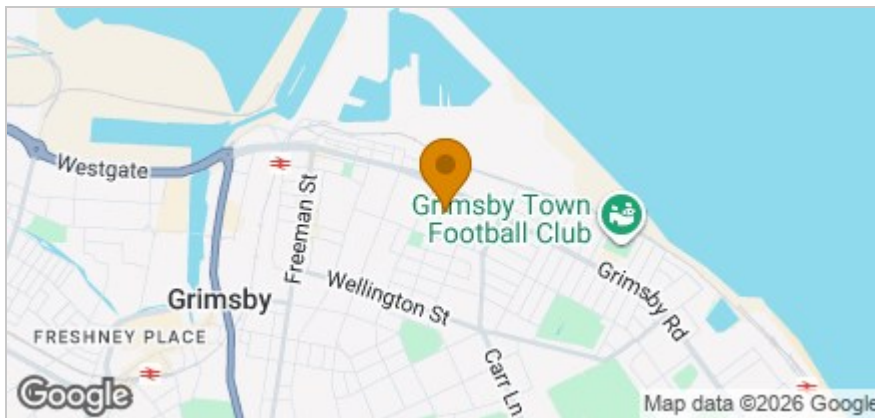 Westgate
Freeman St
Grimsby Town
Football Club
Grimsby Rd
Grimsby
Wellington St
FRESHNEY PLACE
Carr Ln
Google
Map data ©2026 Google